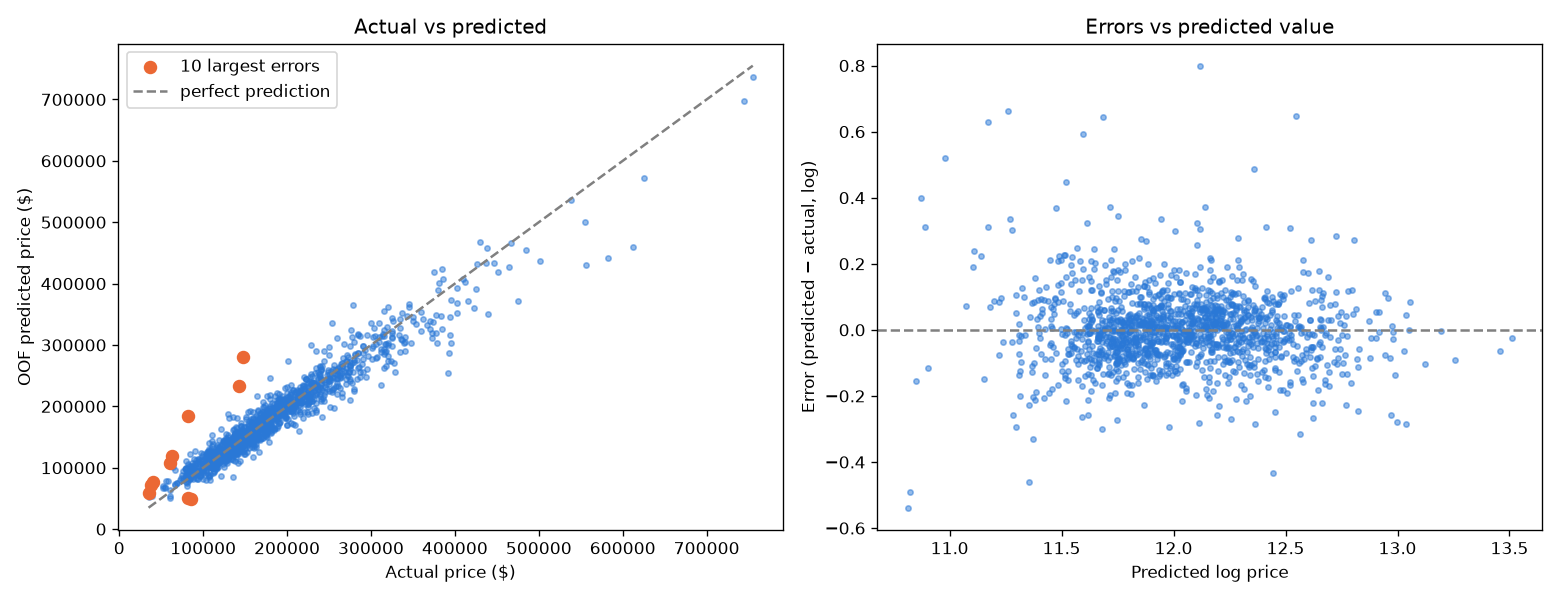 Actual vs predicted
10 largest errors
perfect prediction
OOF predicted price ($)
700000
600000
500000
400000
300000
200000
100000
0
0 100000 200000 300000 400000 500000 600000 700000
Actual price ($)
Errors vs predicted value
Error (predicted − actual, log)
0.8
0.6
0.4
0.2
0.0
−0.2
−0.4
−0.6
11.0 11.5 12.0 12.5 13.0 13.5
Predicted log price